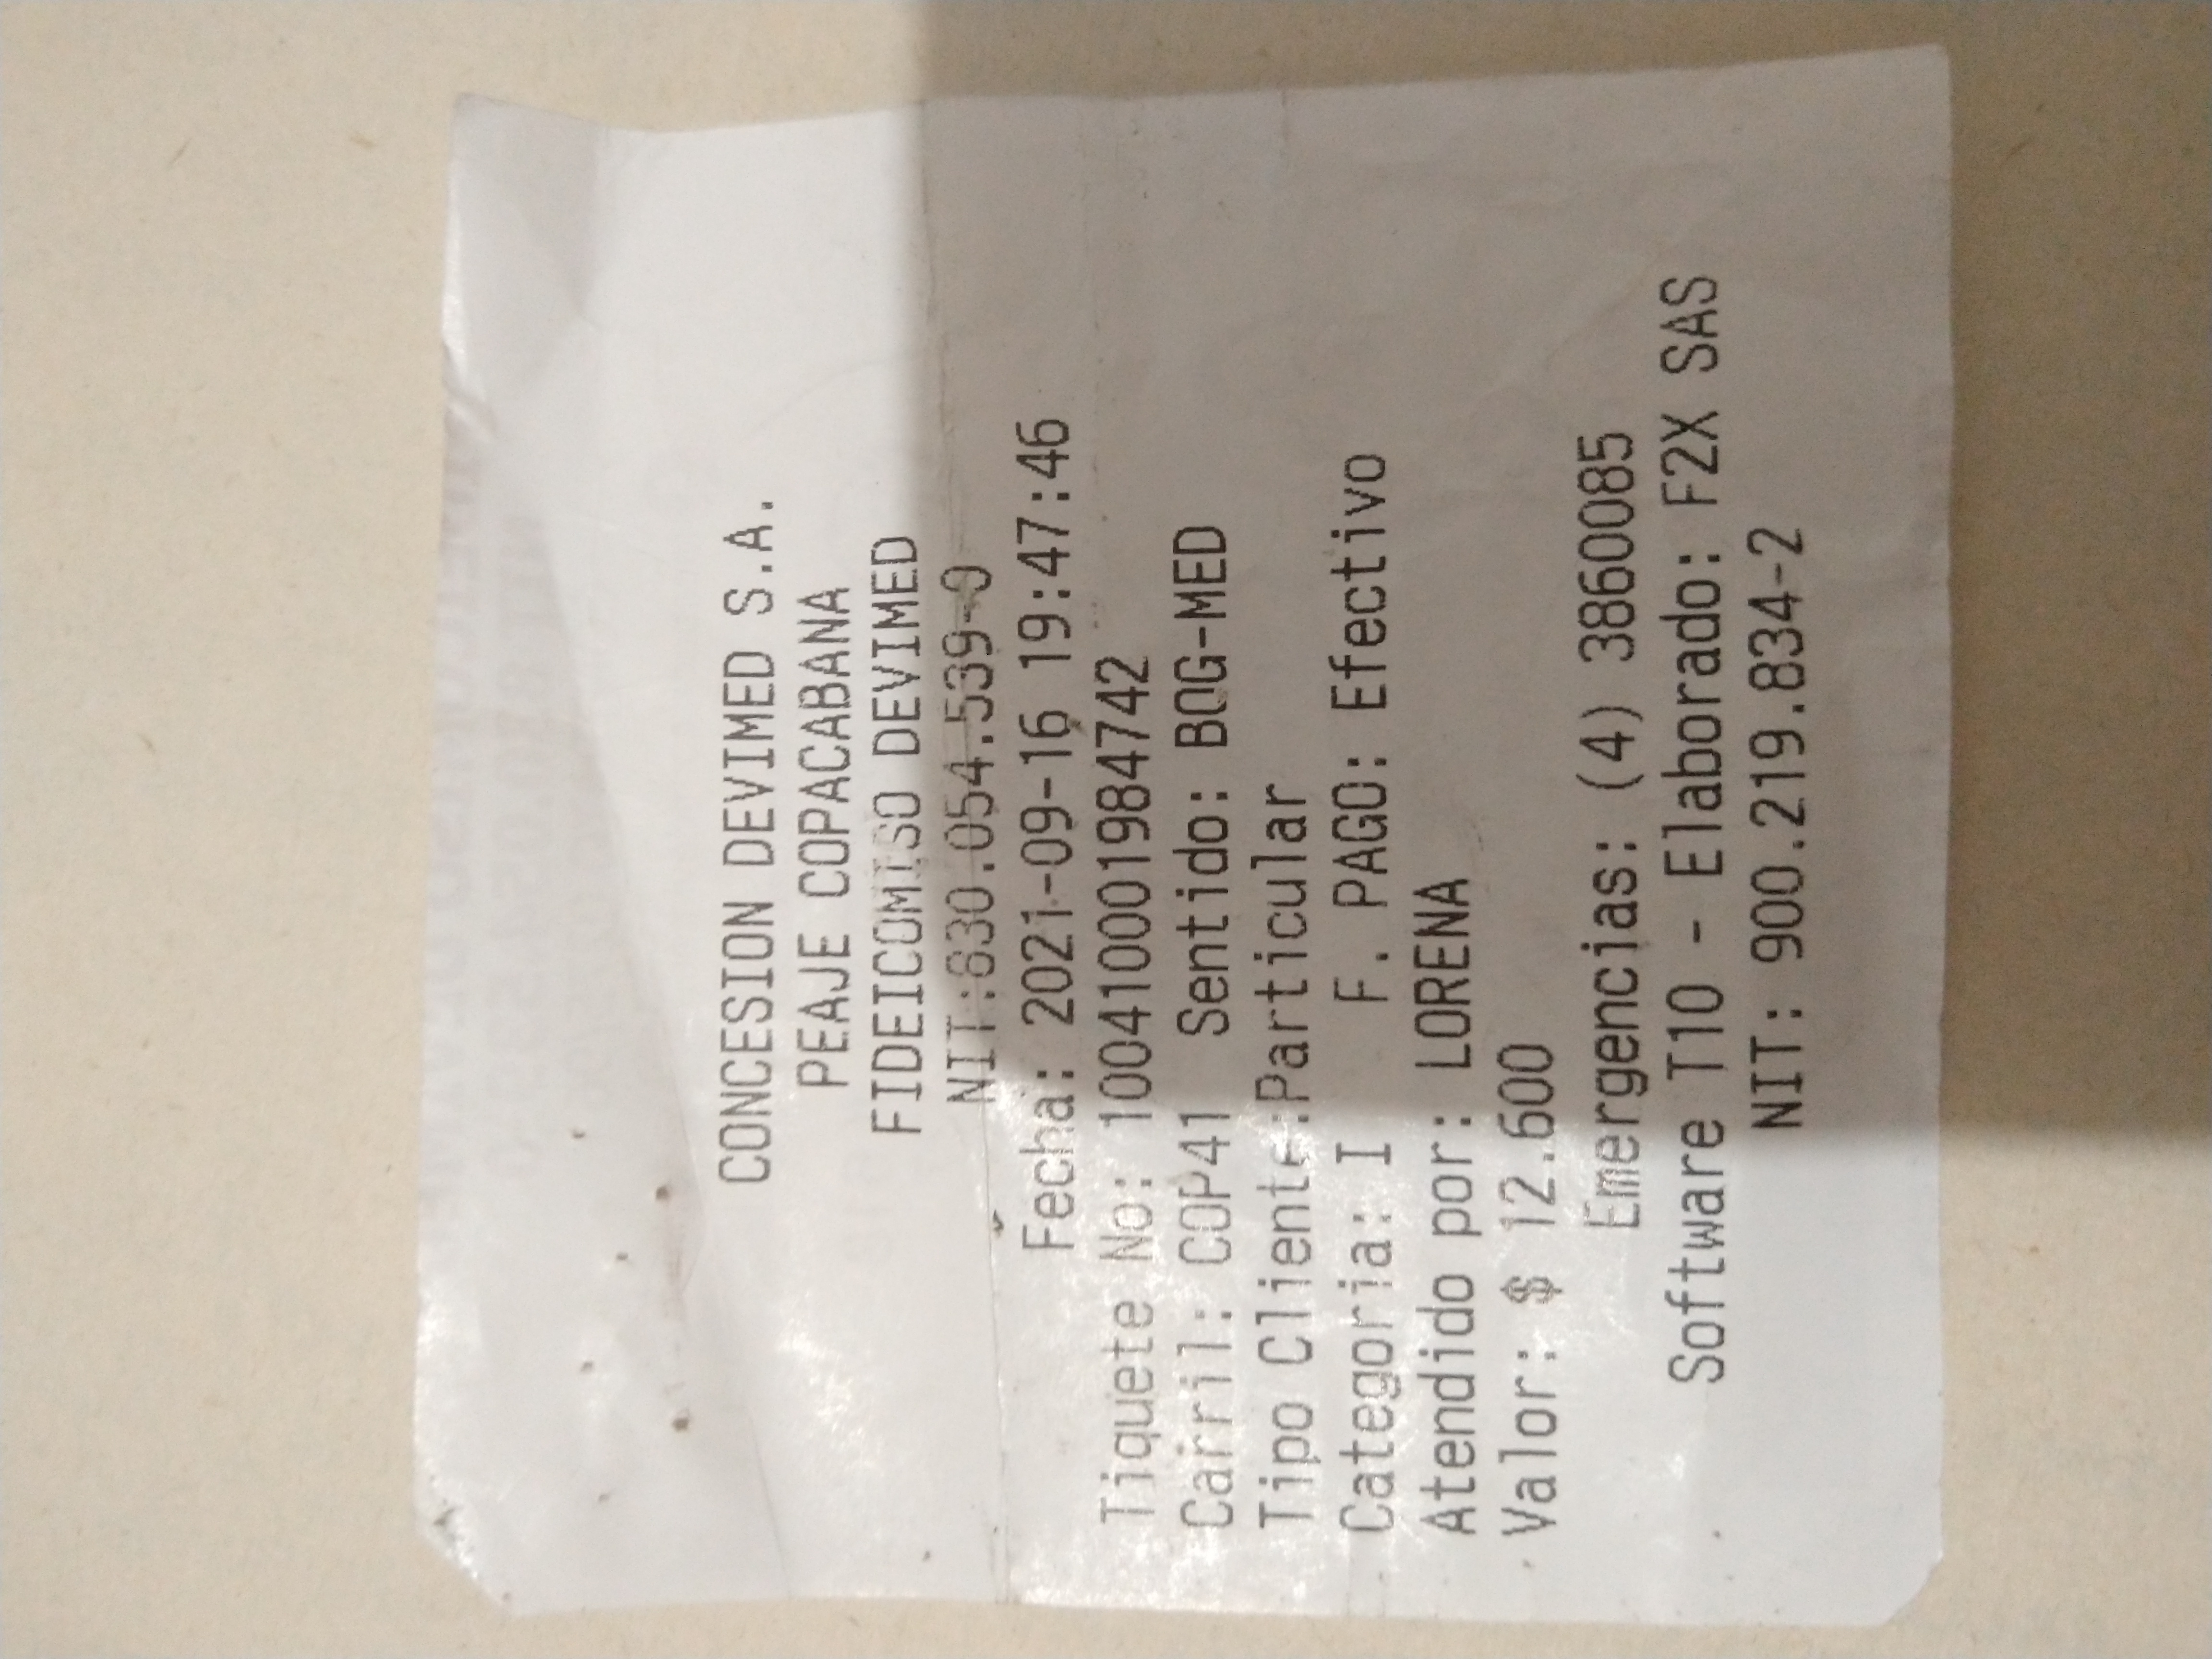 CONCESION DEVIMED S.A.
PEAJE COPACABANA
FIDEICOMISO DEVIMED
NIT:830.054.539-0
Fecha: 2021-09-16 19:47:46
Tiquete No: 100410001984742
Carril: COP41 Sentido: BOG-MED
Tipo Cliente:Particular
Categoria: I F. PAGO: Efectivo
Atendido por: LORENA
Valor: $ 12.600
Emergencias: (4) 3860085
Software T10 - Elaborado: F2X SAS
NIT: 900.219.834-2